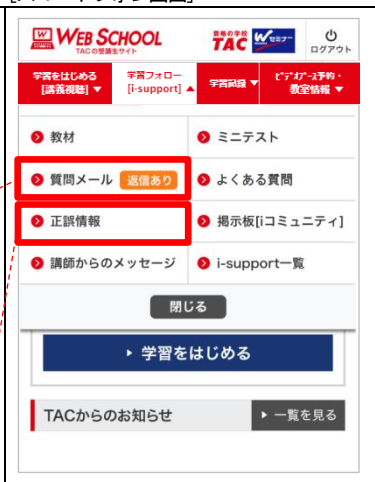 [スマートフォン画面]
WEB SCHOOL
TACの受講生サイト
資格の学校
TAC
Wセミナー
ログアウト
学習をはじめる
[講義視聴] ▼
学習フォロー
[i-support] ▲
学習記録 ▼
ビデオブース予約・
教室情報 ▼
教材
ミニテスト
質問メール 返信あり
よくある質問
正誤情報
掲示板[iコミュニティ]
講師からのメッセージ
i-support一覧
閉じる
学習をはじめる
TACからのお知らせ
一覧を見る